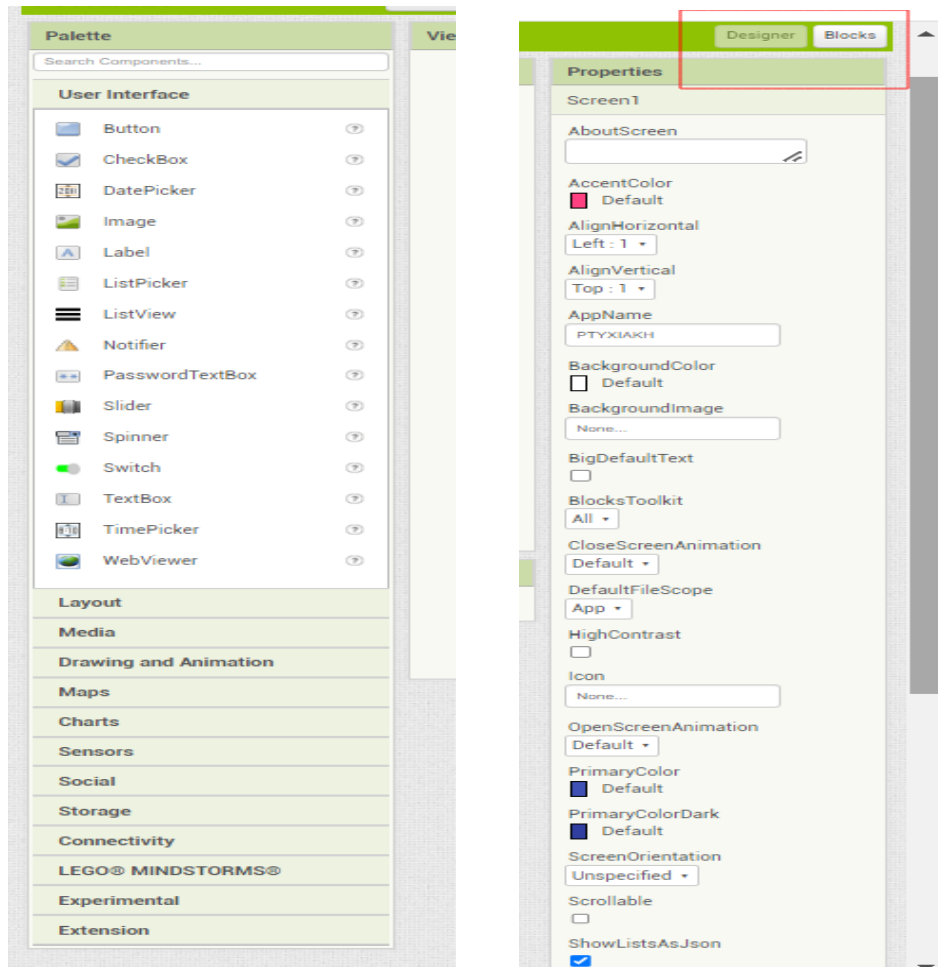 Palette
Search Components...
User Interface
Button
CheckBox
DatePicker
Image
Label
ListPicker
ListView
Notifier
PasswordTextBox
Slider
Spinner
Switch
TextBox
TimePicker
WebViewer
Layout
Media
Drawing and Animation
Maps
Charts
Sensors
Social
Storage
Connectivity
LEGO® MINDSTORMS®
Experimental
Extension
Vie
Designer Blocks
Properties
Screen1
AboutScreen
AccentColor
Default
AlignHorizontal
Left : 1
AlignVertical
Top : 1
AppName
PTYXIAKH
BackgroundColor
Default
BackgroundImage
None...
BigDefaultText
BlocksToolkit
All
CloseScreenAnimation
Default
DefaultFileScope
App
HighContrast
Icon
None...
OpenScreenAnimation
Default
PrimaryColor
Default
PrimaryColorDark
Default
ScreenOrientation
Unspecified
Scrollable
ShowListsAsJson